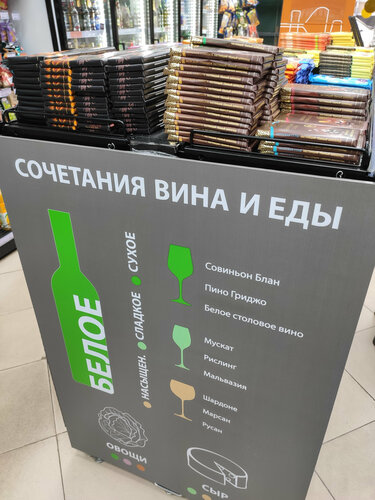 СОЧЕТАНИЯ ВИНА И ЕДЫ
БЕЛОЕ
СУХОЕ
СЛАДКОЕ
НАСЫЩЕН.
Совиньон Блан
Пино Гриджо
Белое столовое вино
Мускат
Рислинг
Мальвазия
Шардоне
Марсан
Русан
ОВОЩИ
СЫР